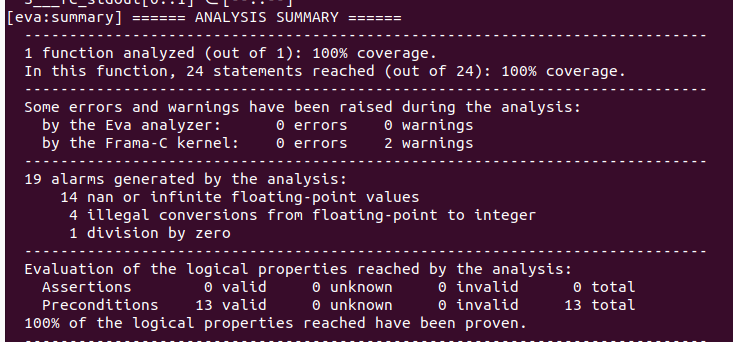 [eva:summary] ====== ANALYSIS SUMMARY ======
----------------------------------------------------------------------------
1 function analyzed (out of 1): 100% coverage.
In this function, 24 statements reached (out of 24): 100% coverage.
----------------------------------------------------------------------------
Some errors and warnings have been raised during the analysis:
by the Eva analyzer:      0 errors    0 warnings
by the Frama-C kernel:    0 errors    2 warnings
----------------------------------------------------------------------------
19 alarms generated by the analysis:
14 nan or infinite floating-point values
4 illegal conversions from floating-point to integer
1 division by zero
----------------------------------------------------------------------------
Evaluation of the logical properties reached by the analysis:
Assertions        0 valid     0 unknown     0 invalid      0 total
Preconditions    13 valid     0 unknown     0 invalid     13 total
100% of the logical properties reached have been proven.
----------------------------------------------------------------------------